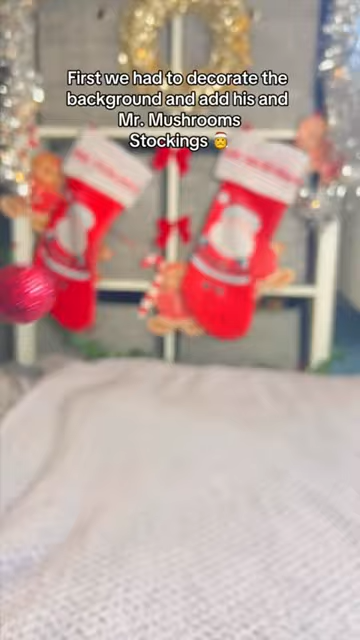 First we had to decorate the
background and add his and
Mr. Mushrooms
Stockings 🎅